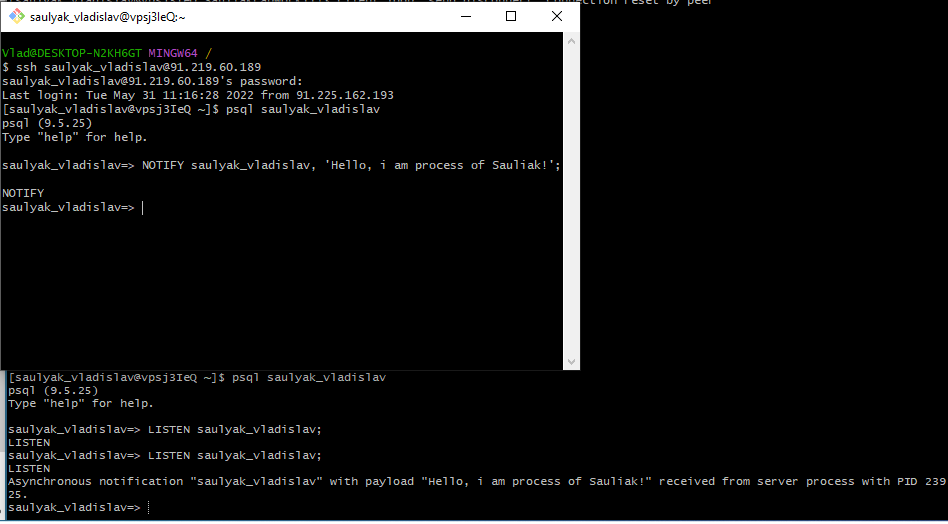 connection reset by peer
saulyak_vladislav@vpsj3IeQ:~
Vlad@DESKTOP-N2KH6GT MINGW64 /
$ ssh saulyak_vladislav@91.219.60.189
saulyak_vladislav@91.219.60.189's password:
Last login: Tue May 31 11:16:28 2022 from 91.225.162.193
[saulyak_vladislav@vpsj3IeQ ~]$ psql saulyak_vladislav
psql (9.5.25)
Type "help" for help.
saulyak_vladislav=> NOTIFY saulyak_vladislav, 'Hello, i am process of Sauliak!';
NOTIFY
saulyak_vladislav=>
[saulyak_vladislav@vpsj3IeQ ~]$ psql saulyak_vladislav
psql (9.5.25)
Type "help" for help.
saulyak_vladislav=> LISTEN saulyak_vladislav;
LISTEN
saulyak_vladislav=> LISTEN saulyak_vladislav;
LISTEN
Asynchronous notification "saulyak_vladislav" with payload "Hello, i am process of Sauliak!" received from server process with PID 239
25.
saulyak_vladislav=>